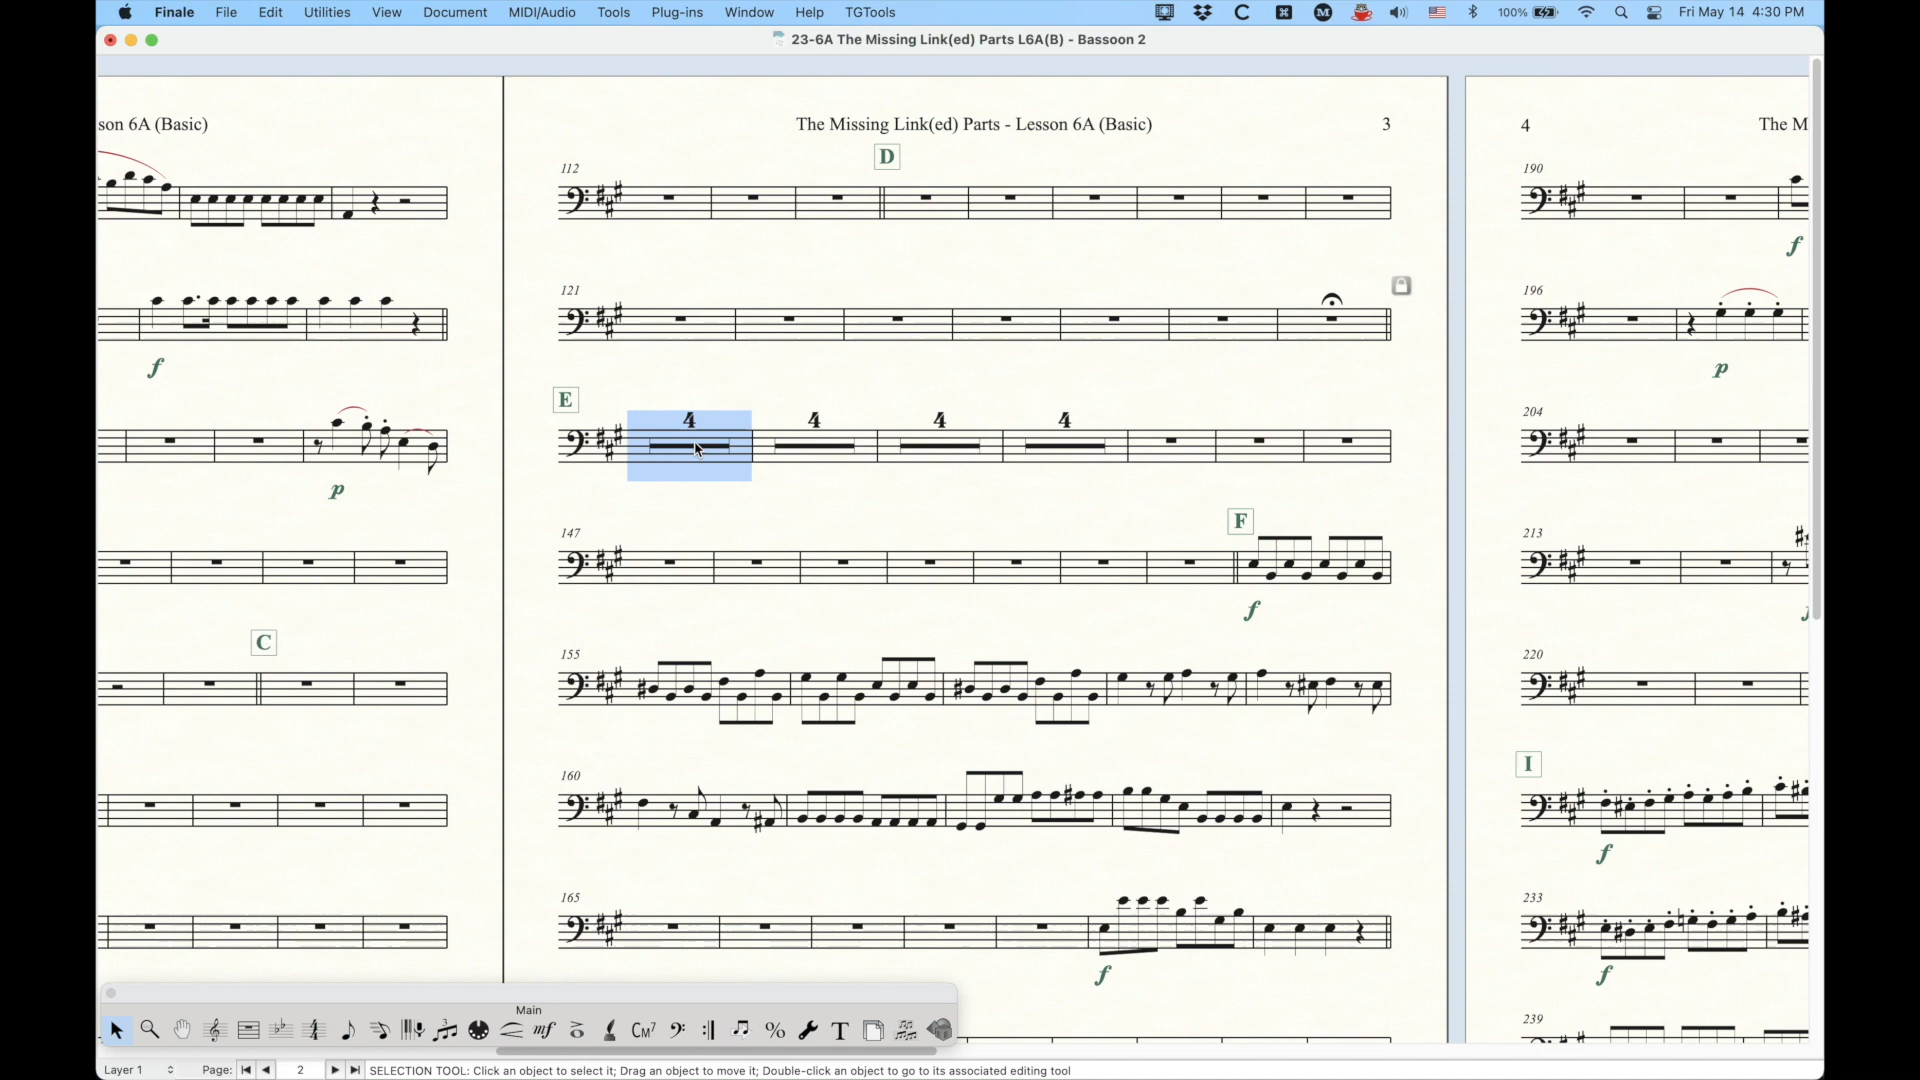 Finale File Edit Utilities View Document MIDI/Audio Tools Plug-ins Window Help TGTools 100% Fri May 14 4:30 PM
23-6A The Missing Link(ed) Parts L6A(B) - Bassoon 2
son 6A (Basic)
f
p
C
The Missing Link(ed) Parts - Lesson 6A (Basic) 3
D
112
121
E
4 4 4 4
147
F
f
155
160
165
f
4 The M
190
f
196
p
204
213
f
220
I
f
233
f
239
Main
mf CM7 % T
Layer 1 Page: 2 SELECTION TOOL: Click an object to select it; Drag an object to move it; Double-click an object to go to its associated editing tool